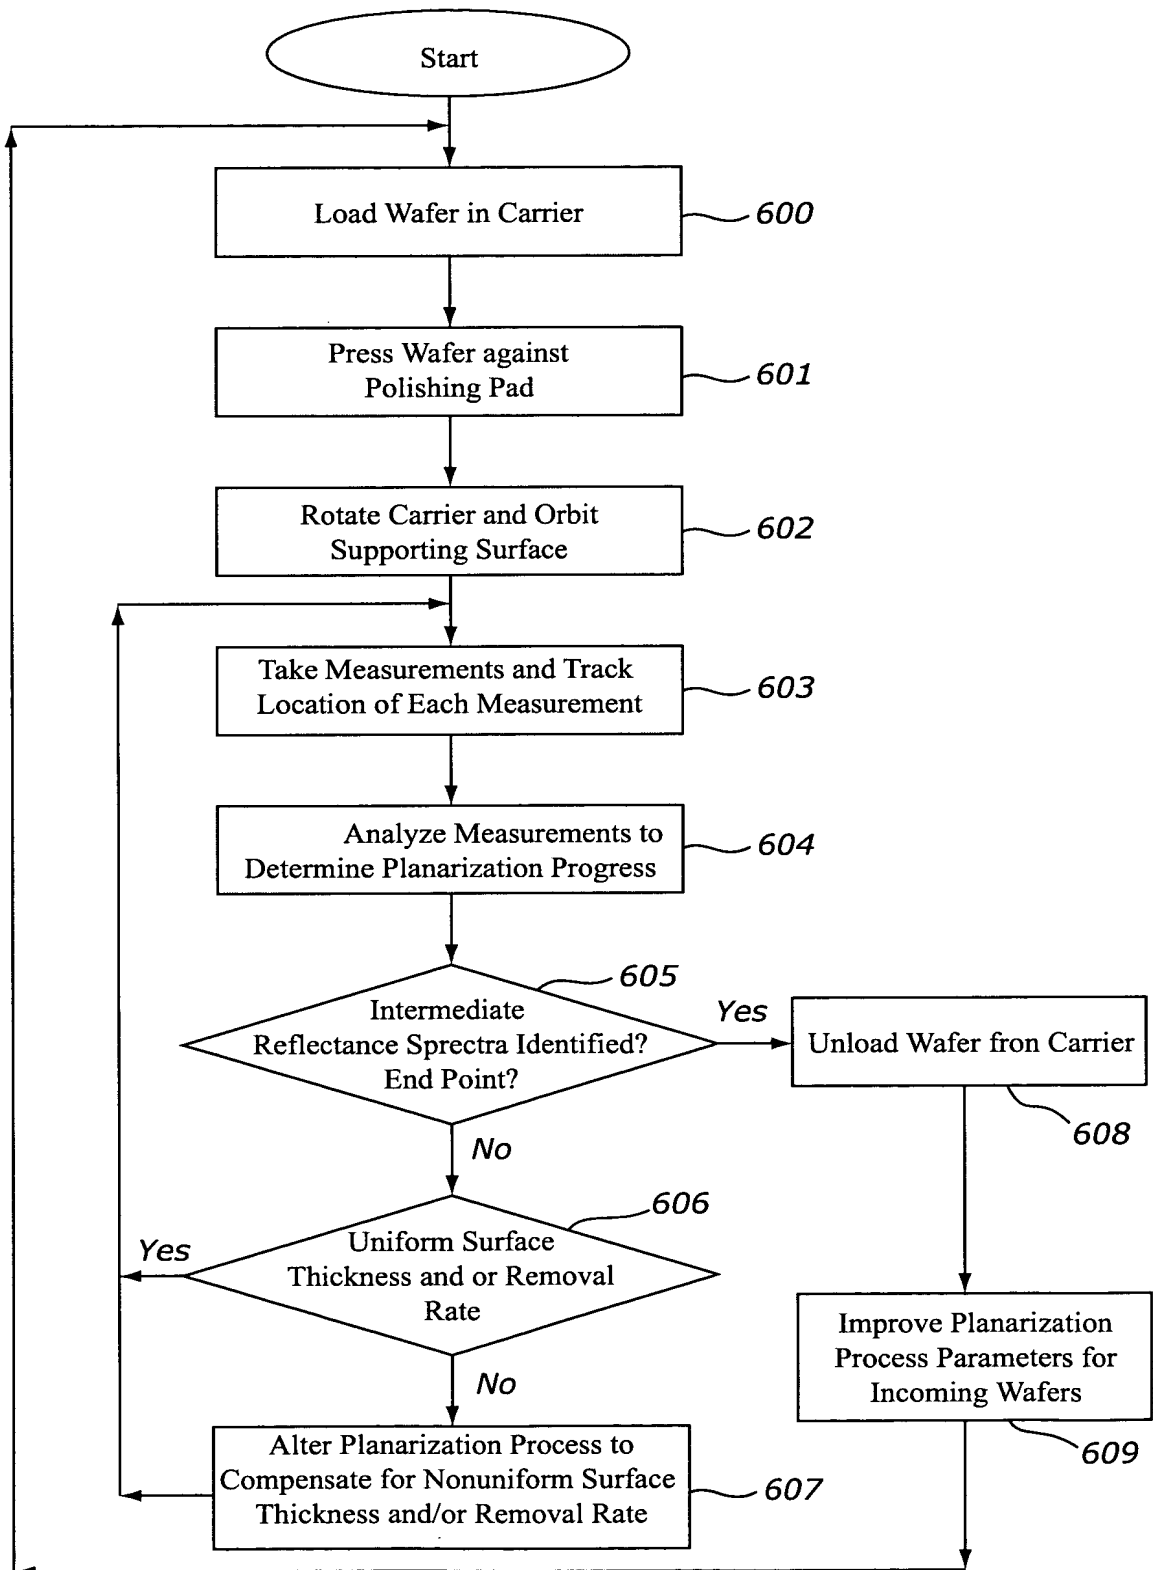 Start
Load Wafer in Carrier
600
Press Wafer against
Polishing Pad
601
Rotate Carrier and Orbit
Supporting Surface
602
Take Measurements and Track
Location of Each Measurement
603
Analyze Measurements to
Determine Planarization Progress
604
605
Intermediate
Reflectance Sprectra Identified?
End Point?
Yes
Unload Wafer fron Carrier
608
No
606
Uniform Surface
Thickness and or Removal
Rate
Yes
Improve Planarization
Process Parameters for
Incoming Wafers
609
No
Alter Planarization Process to
Compensate for Nonuniform Surface
Thickness and/or Removal Rate
607